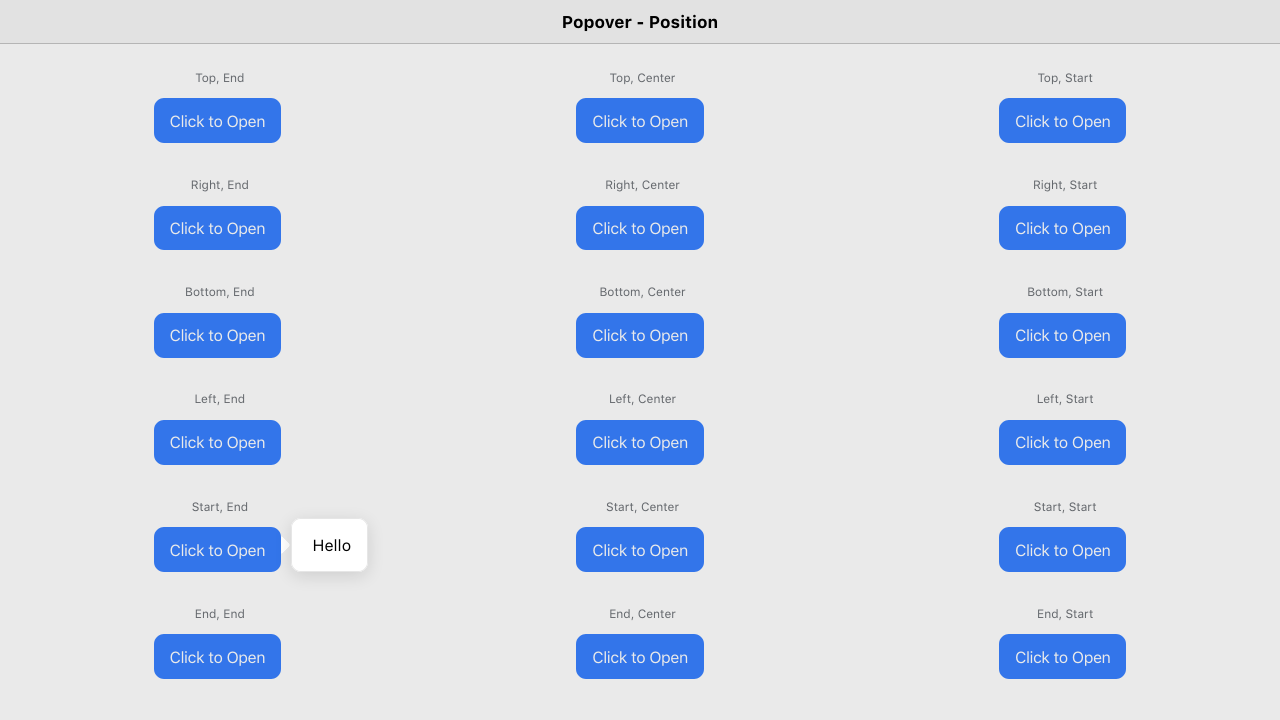 Popover - Position
Top, End
Top, Center
Top, Start
Click to Open
Click to Open
Click to Open
Right, End
Right, Center
Right, Start
Click to Open
Click to Open
Click to Open
Bottom, End
Bottom, Center
Bottom, Start
Click to Open
Click to Open
Click to Open
Left, End
Left, Center
Left, Start
Click to Open
Click to Open
Click to Open
Start, End
Start, Center
Start, Start
Click to Open
Hello
Click to Open
Click to Open
End, End
End, Center
End, Start
Click to Open
Click to Open
Click to Open